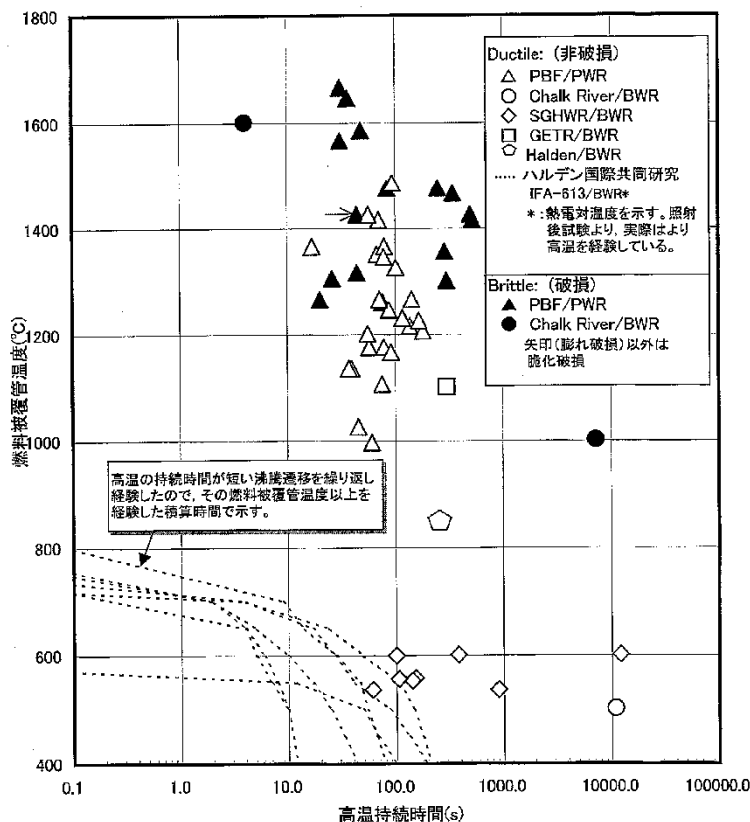 1800
1600
1400
1200
1000
800
600
400
燃料被覆管温度(℃)
Ductile: (非破損)
PBF/PWR
Chalk River/BWR
SGHWR/BWR
GETR/BWR
Halden/BWR
ハルデン国際共同研究
IFA-613/BWR*
*:熱電対温度を示す。照射
後試験より,実際はより
高温を経験している。
Brittle: (破損)
PBF/PWR
Chalk River/BWR
矢印(膨れ破損)以外は
脆化破損
高温の持続時間が短い沸騰遷移を繰り返し
経験したので,その燃料被覆管温度以上を
経験した積算時間で示す。
0.1 1.0 10.0 100.0 1000.0 10000.0 100000.0
高温持続時間(s)